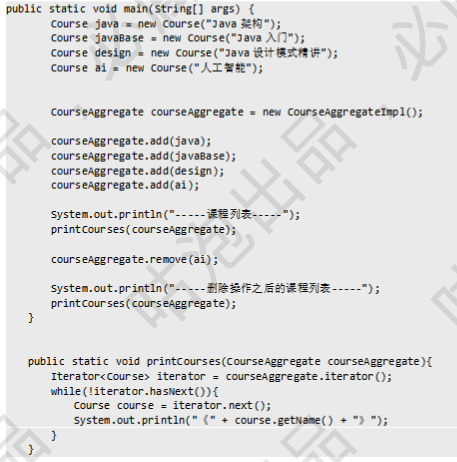 public static void main(String[] args) {
Course java = new Course("Java 架构");
Course javaBase = new Course("Java 入门");
Course design = new Course("Java 设计模式精讲");
Course ai = new Course("人工智能");
CourseAggregate courseAggregate = new CourseAggregateImpl();
courseAggregate.add(java);
courseAggregate.add(javaBase);
courseAggregate.add(design);
courseAggregate.add(ai);
System.out.println("-----课程列表-----");
printCourses(courseAggregate);
courseAggregate.remove(ai);
System.out.println("-----删除操作之后的课程列表-----");
printCourses(courseAggregate);
}
public static void printCourses(CourseAggregate courseAggregate){
Iterator<Course> iterator = courseAggregate.iterator();
while(!iterator.hasNext()){
Course course = iterator.next();
System.out.println("《" + course.getName() + "》");
}
}
咕泡出品